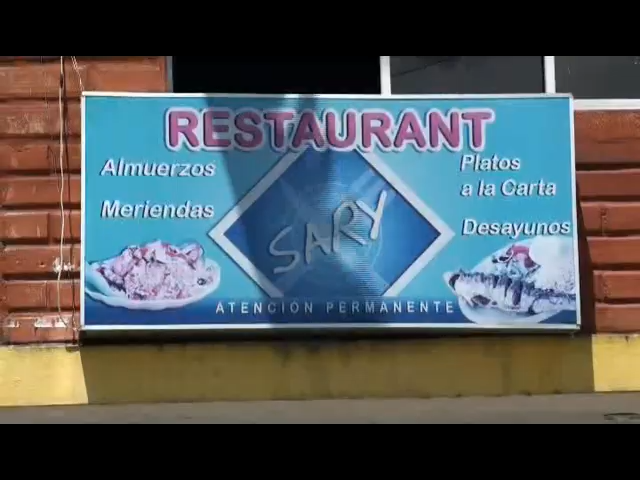 RESTAURANT
Almuerzos
Meriendas
SARY
Platos
a la Carta
Desayunos
ATENCION PERMANENTE